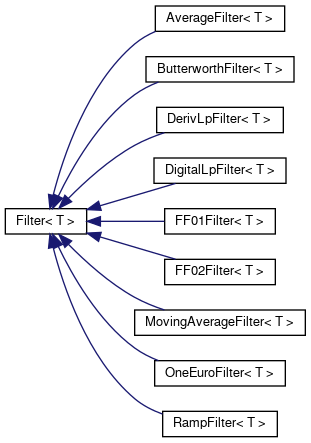 AverageFilter< T >
ButterworthFilter< T >
DerivLpFilter< T >
DigitalLpFilter< T >
Filter< T >
FF01Filter< T >
FF02Filter< T >
MovingAverageFilter< T >
OneEuroFilter< T >
RampFilter< T >